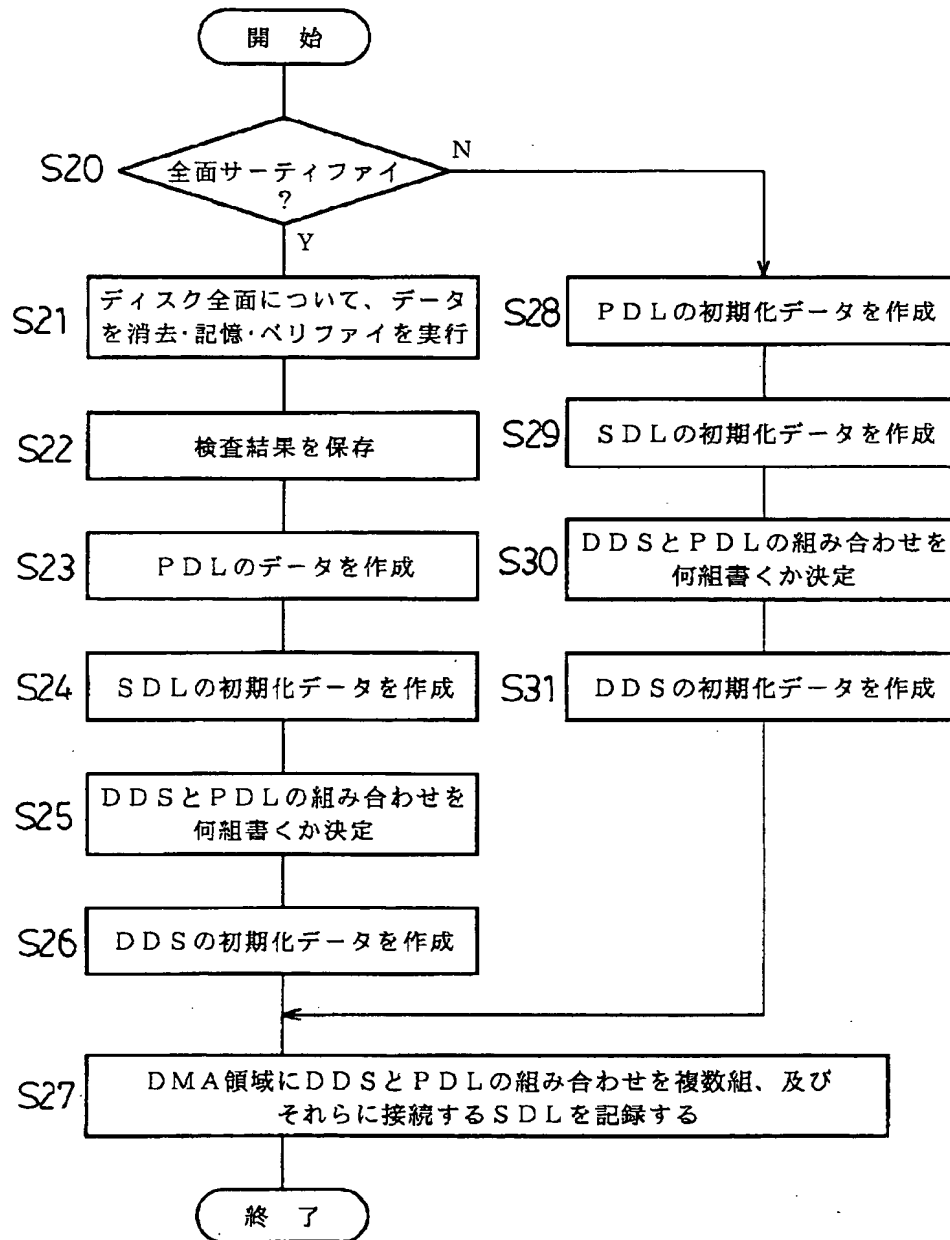 開 始
S20
全面サーティファイ
?
N
Y
S21
ディスク全面について、データ
を消去・記憶・ベリファイを実行
S22
検査結果を保存
S23
PDLのデータを作成
S24
SDLの初期化データを作成
S25
DDSとPDLの組み合わせを
何組書くか決定
S26
DDSの初期化データを作成
S28
PDLの初期化データを作成
S29
SDLの初期化データを作成
S30
DDSとPDLの組み合わせを
何組書くか決定
S31
DDSの初期化データを作成
S27
DMA領域にDDSとPDLの組み合わせを複数組、及び
それらに接続するSDLを記録する
終 了